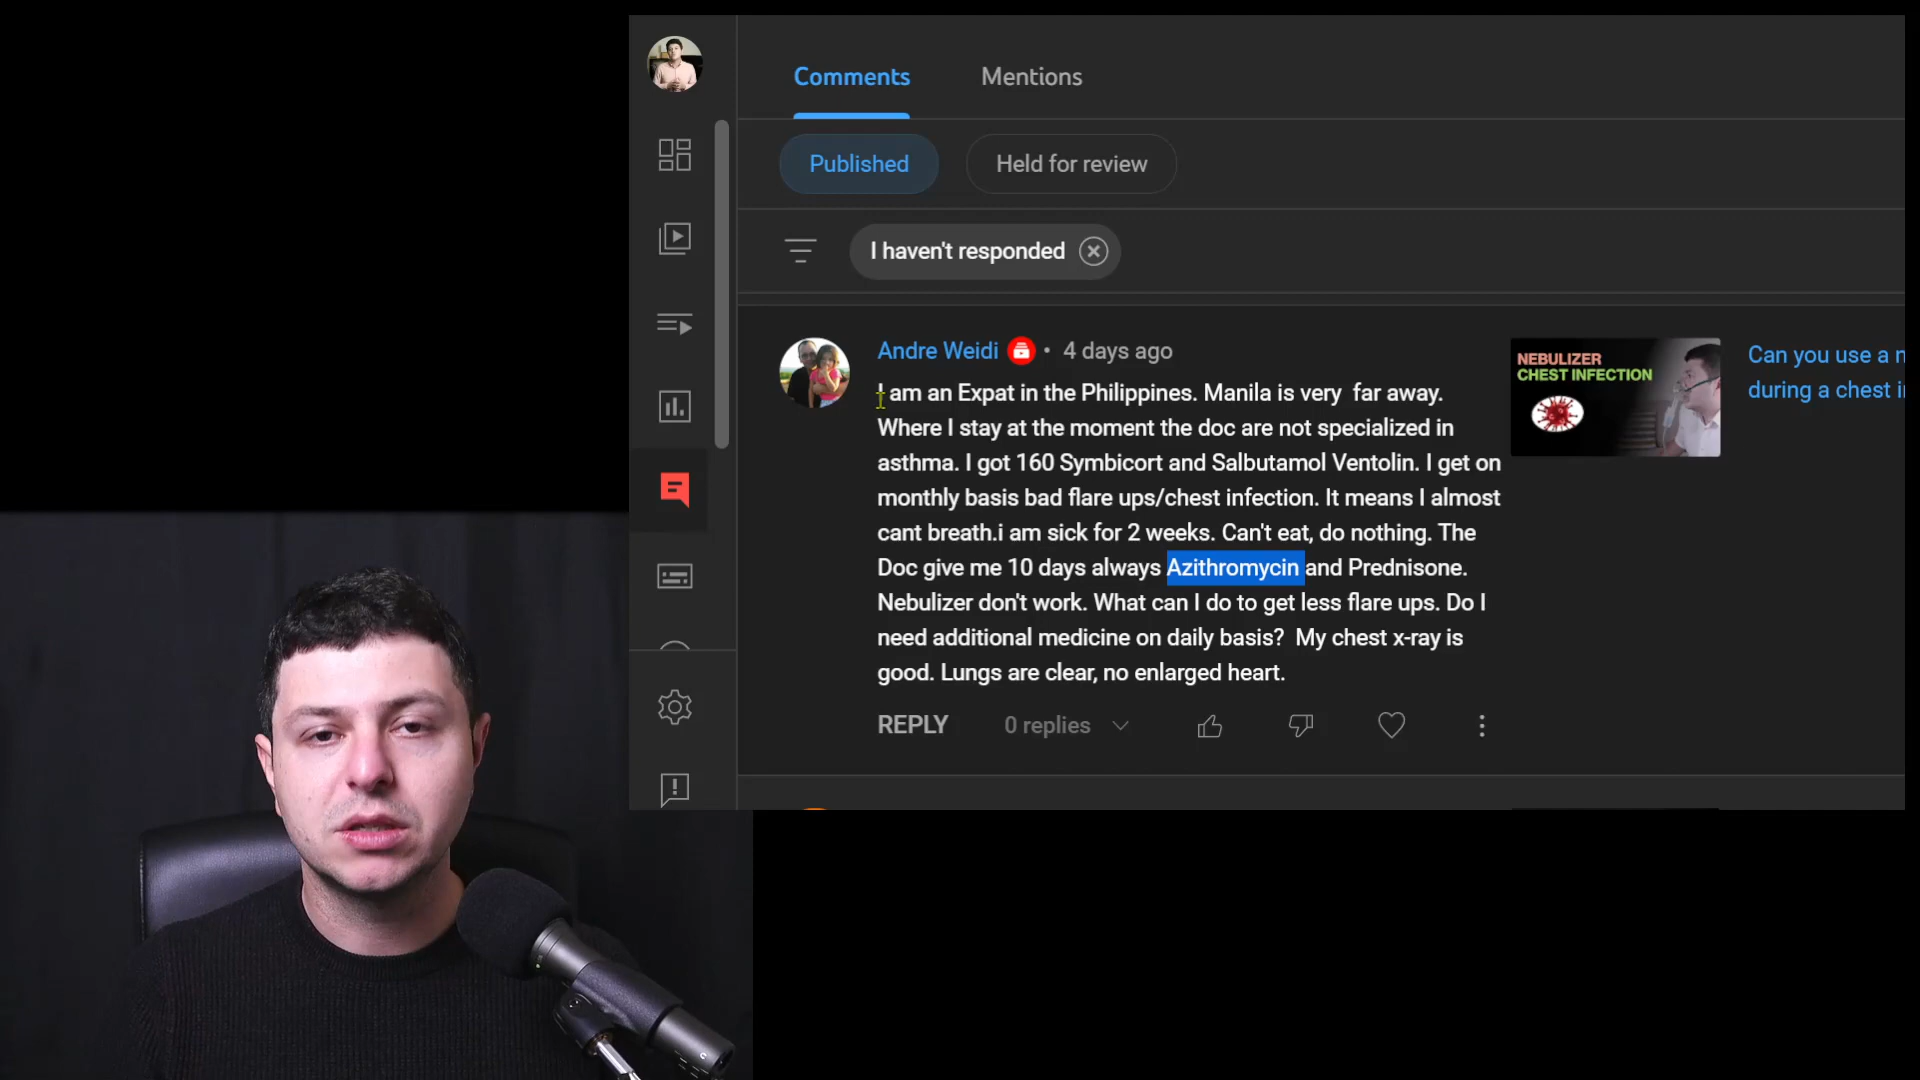 Comments Mentions
Published Held for review
I haven't responded
Andre Weidi • 4 days ago
I am an Expat in the Philippines. Manila is very  far away.
Where I stay at the moment the doc are not specialized in
asthma. I got 160 Symbicort and Salbutamol Ventolin. I get on
monthly basis bad flare ups/chest infection. It means I almost
cant breath.i am sick for 2 weeks. Can't eat, do nothing. The
Doc give me 10 days always Azithromycin and Prednisone.
Nebulizer don't work. What can I do to get less flare ups. Do I
need additional medicine on daily basis?  My chest x-ray is
good. Lungs are clear, no enlarged heart.
REPLY 0 replies
NEBULIZER
CHEST INFECTION
Can you use a
during a chest